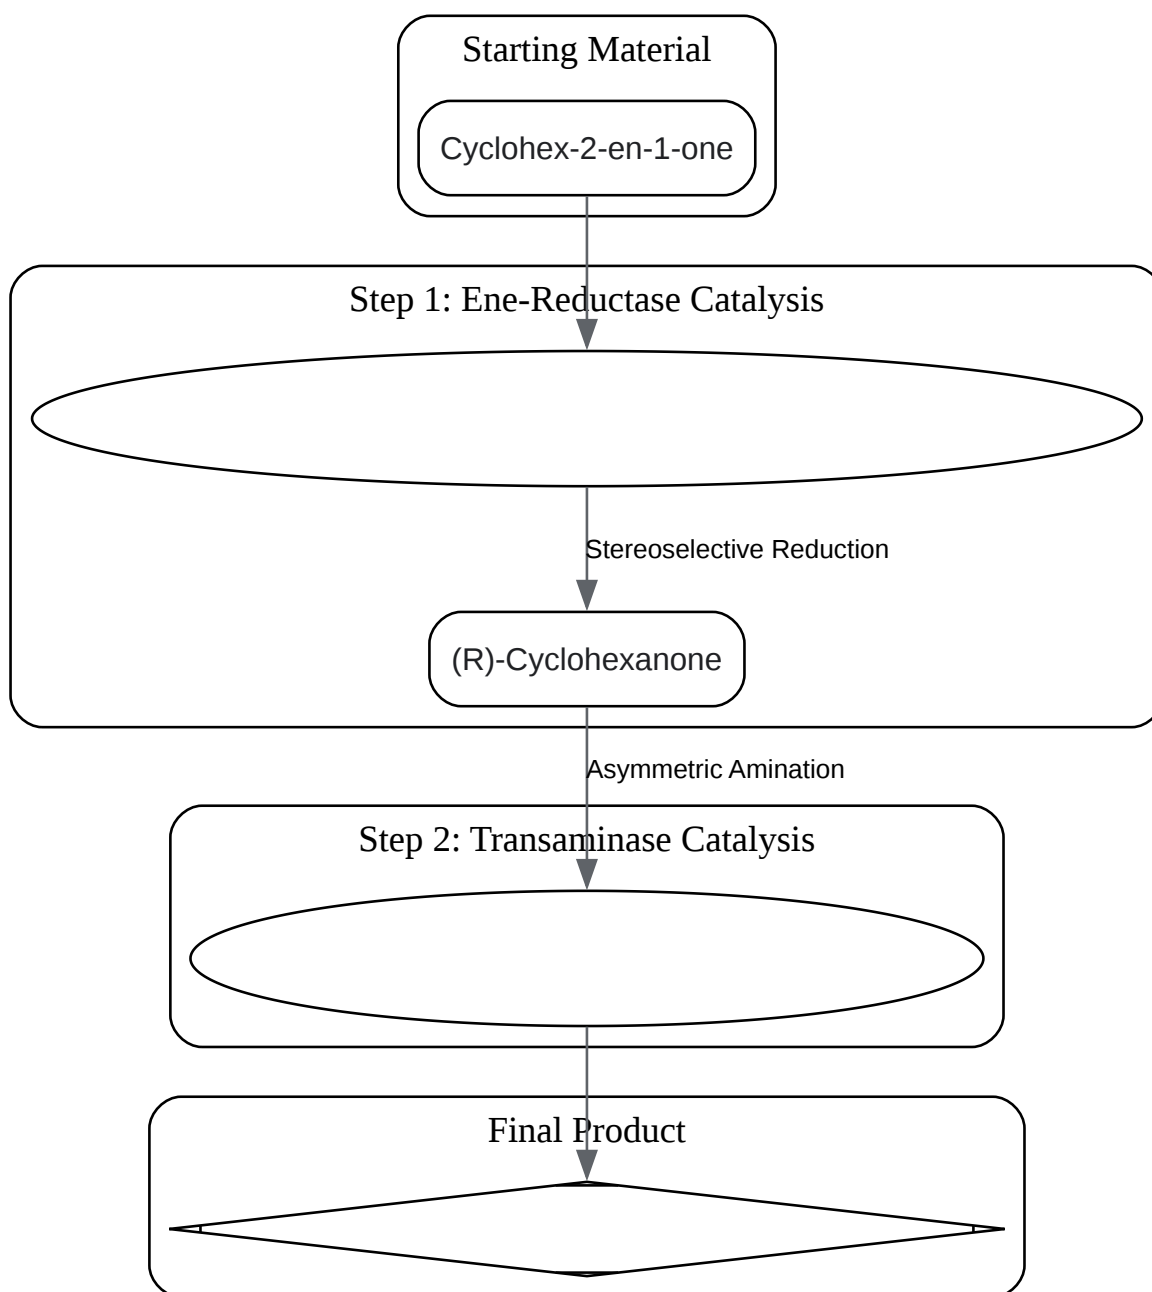 Starting Material
Cyclohex-2-en-1-one
Step 1: Ene-Reductase Catalysis
Stereoselective Reduction
(R)-Cyclohexanone
Asymmetric Amination
Step 2: Transaminase Catalysis
Final Product